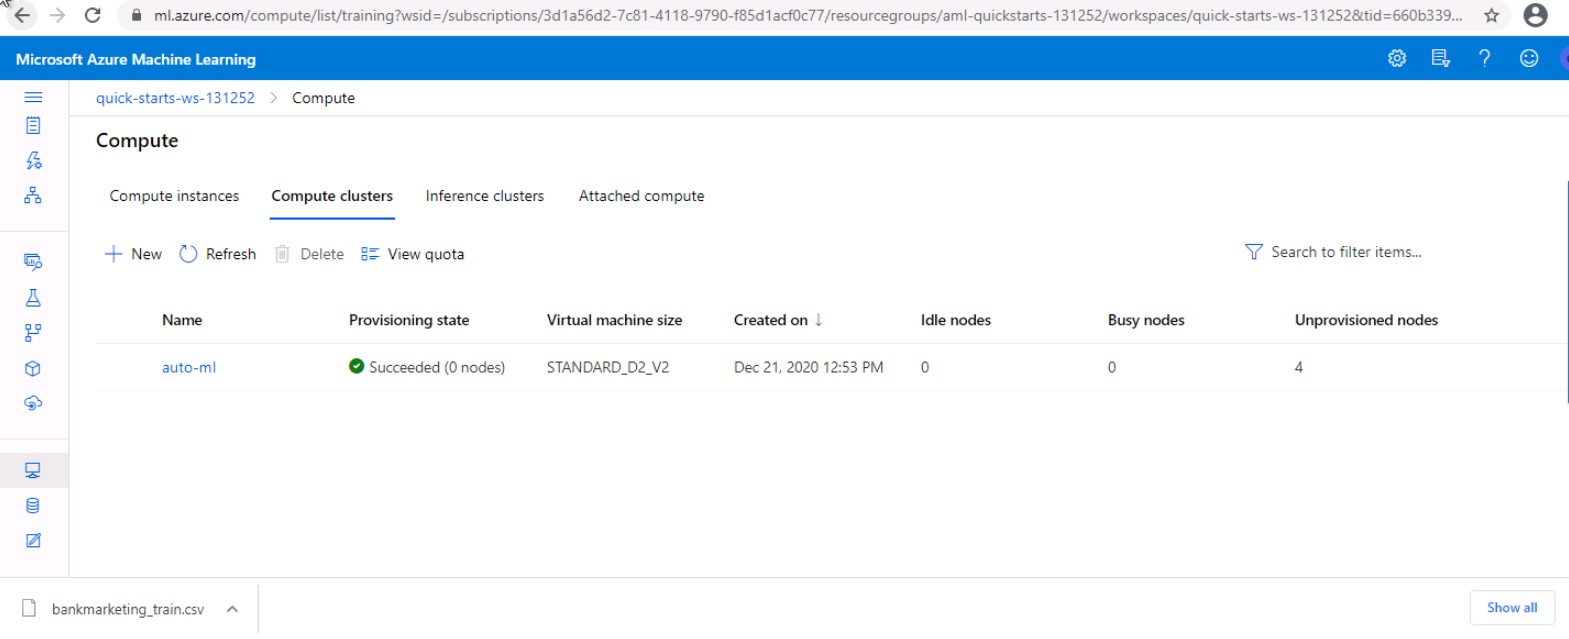 ml.azure.com/compute/list/training?wsid=/subscriptions/3d1a56d2-7c81-4118-9790-f85d1acf0c77/resourcegroups/aml-quickstarts-131252/workspaces/quick-starts-ws-131252&tid=660b339...
Microsoft Azure Machine Learning
quick-starts-ws-131252 > Compute
Compute
Compute instances Compute clusters Inference clusters Attached compute
New Refresh Delete View quota Search to filter items...
Name Provisioning state Virtual machine size Created on ↓ Idle nodes Busy nodes Unprovisioned nodes
auto-ml Succeeded (0 nodes) STANDARD_D2_V2 Dec 21, 2020 12:53 PM 0 0 4
bankmarketing_train.csv Show all